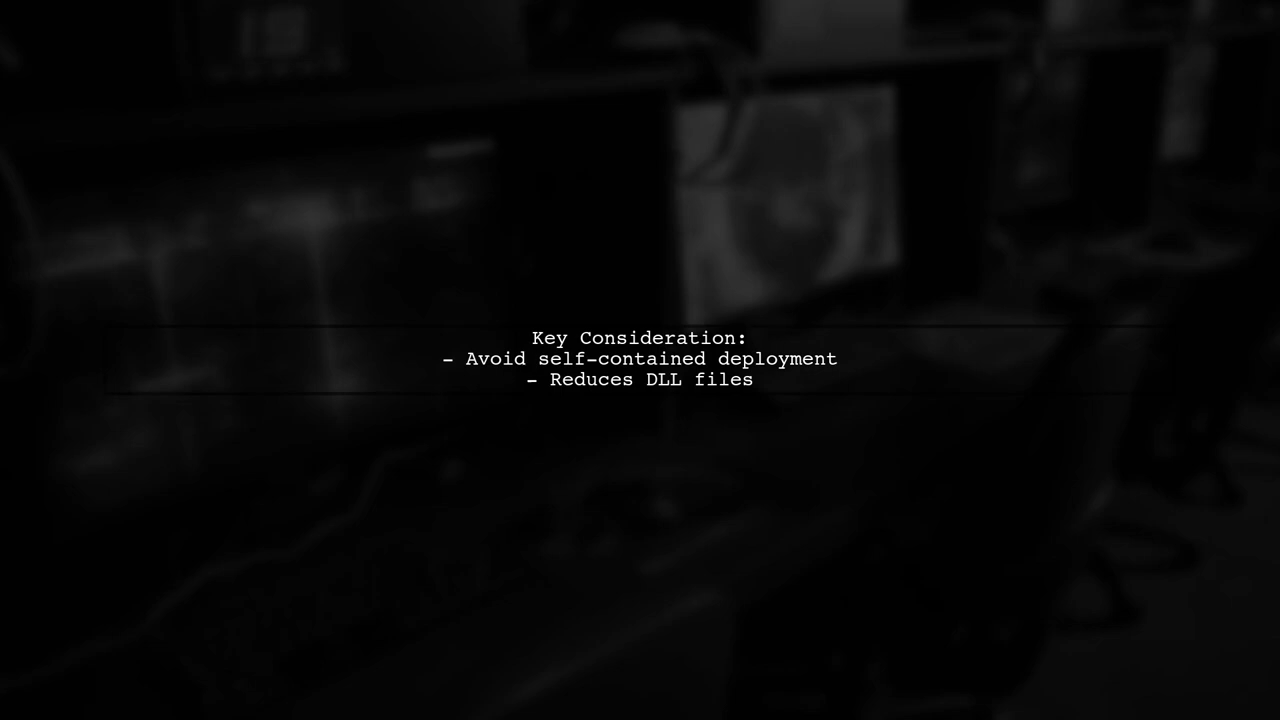 Key Consideration:
- Avoid self-contained deployment
- Reduces DLL files